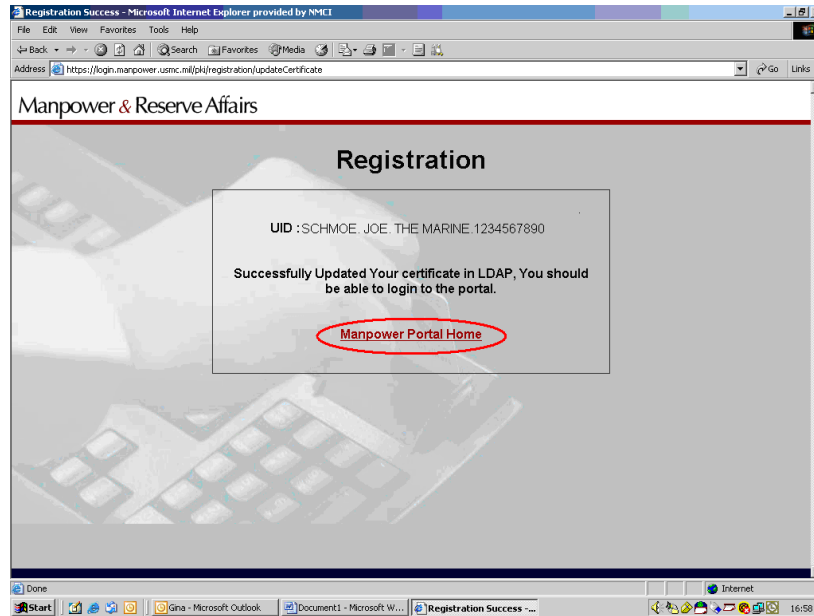 Registration Success - Microsoft Internet Explorer provided by NMCI
File Edit View Favorites Tools Help
Back Search Favorites Media
Address https://login.manpower.usmc.mil/pki/registration/updateCertificate Go Links
Manpower & Reserve Affairs
Registration
UID : SCHMOE. JOE. THE MARINE.1234567890
Successfully Updated Your certificate in LDAP, You should
be able to login to the portal.
Manpower Portal Home
Done Internet
Start Gina - Microsoft Outlook Document1 - Microsoft W... Registration Success -... 16:58